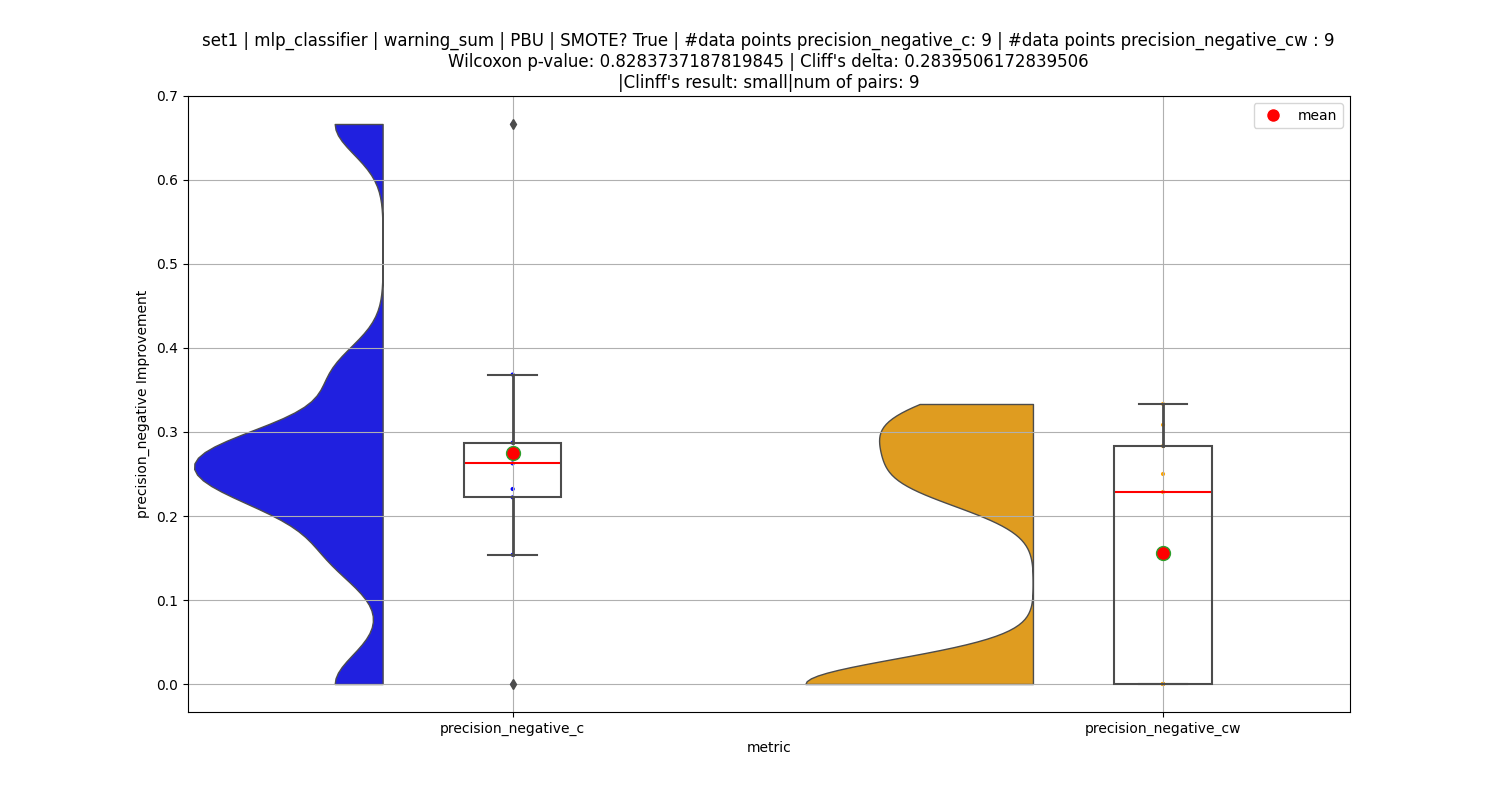 set1 | mlp_classifier | warning_sum | PBU | SMOTE? True | #data points precision_negative_c: 9 | #data points precision_negative_cw : 9
Wilcoxon p-value: 0.8283737187819845 | Cliff's delta: 0.2839506172839506
|Clinff's result: small|num of pairs: 9
mean
precision_negative Improvement
0.7
0.6
0.5
0.4
0.3
0.2
0.1
0.0
precision_negative_c
precision_negative_cw
metric